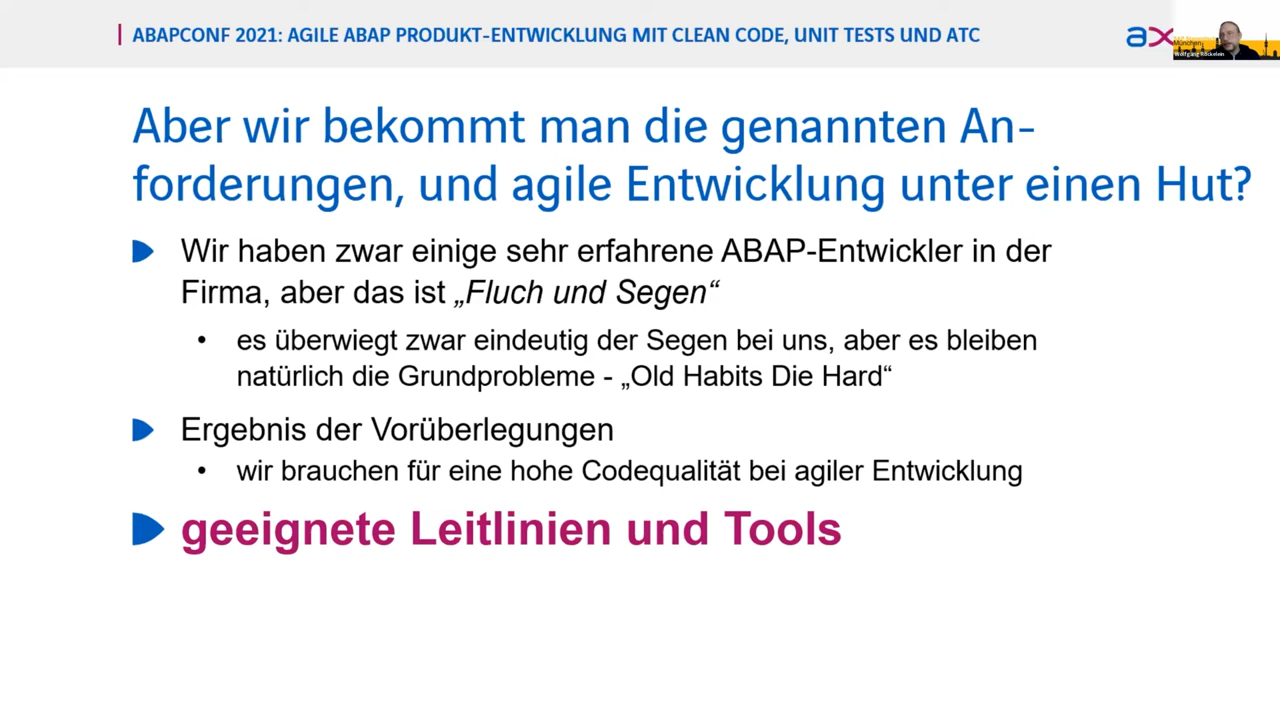 ABAPCONF 2021: AGILE ABAP PRODUKT-ENTWICKLUNG MIT CLEAN CODE, UNIT TESTS UND ATC
ax
München
Wolfgang Röckelein
Aber wir bekommt man die genannten An-
forderungen, und agile Entwicklung unter einen Hut?
Wir haben zwar einige sehr erfahrene ABAP-Entwickler in der
Firma, aber das ist „Fluch und Segen“
• es überwiegt zwar eindeutig der Segen bei uns, aber es bleiben
natürlich die Grundprobleme - „Old Habits Die Hard“
Ergebnis der Vorüberlegungen
• wir brauchen für eine hohe Codequalität bei agiler Entwicklung
geeignete Leitlinien und Tools